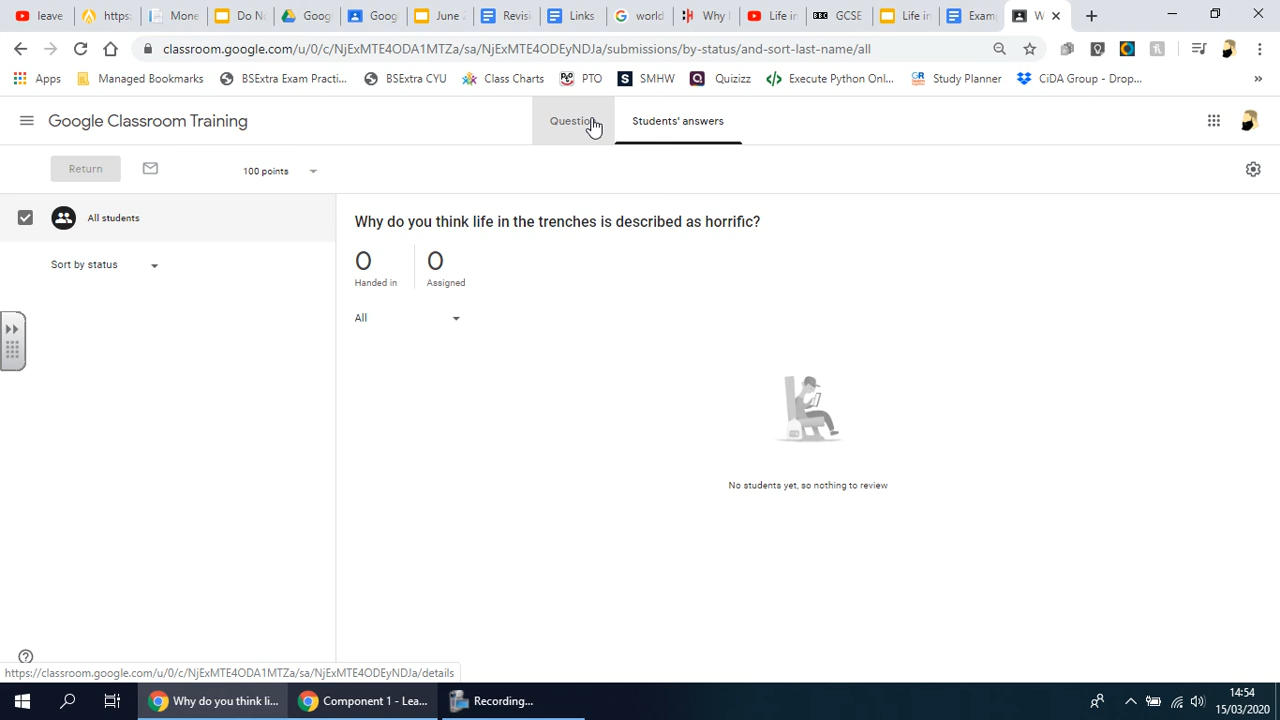 leave
https:
Mone
Do it
Goog
Goog
June
Revis
Links
world
Why l
Life in
GCSE
Life in
Exam
W
classroom.google.com/u/0/c/NjExMTE4ODA1MTZa/sa/NjExMTE4ODEyNDJa/submissions/by-status/and-sort-last-name/all
Apps
Managed Bookmarks
BSExtra Exam Practi...
BSExtra CYU
Class Charts
PTO
SMHW
Quizizz
Execute Python Onl...
Study Planner
CiDA Group - Drop...
»
Google Classroom Training
Question
Students' answers
Return
100 points
All students
Why do you think life in the trenches is described as horrific?
Sort by status
0
0
Handed in
Assigned
All
No students yet, so nothing to review
https://classroom.google.com/u/0/c/NjExMTE4ODA1MTZa/sa/NjExMTE4ODEyNDJa/details
Why do you think li...
Component 1 - Lea...
Recording...
14:54
15/03/2020